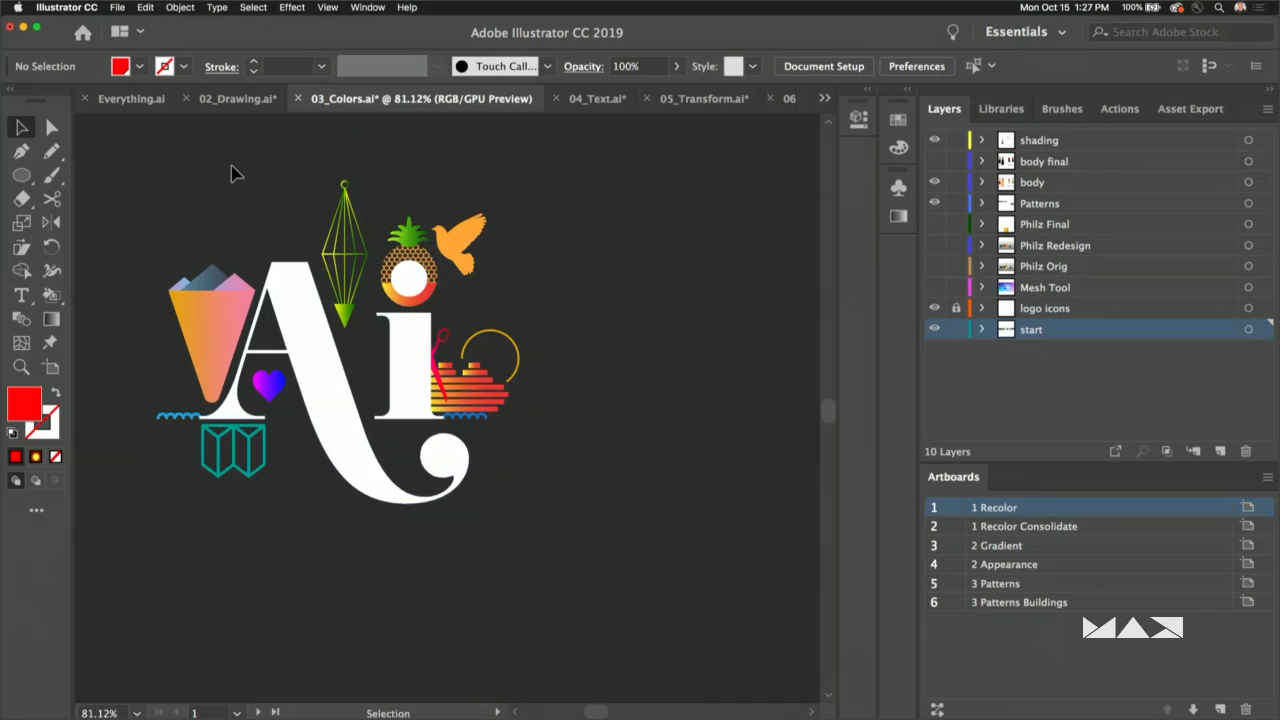 Illustrator CC File Edit Object Type Select Effect View Window Help
100% Mon Oct 15 1:27 PM
Adobe Illustrator CC 2019
Essentials
Search Adobe Stock
No Selection
Stroke:
Touch Call...
Opacity: 100%
Style:
Document Setup
Preferences
Everything.ai
02_Drawing.ai*
03_Colors.ai* @ 81.12% (RGB/GPU Preview)
04_Text.ai*
05_Transform.ai*
06
Layers Libraries Brushes Actions Asset Export
shading
body final
body
Patterns
Philz Final
Philz Redesign
Philz Orig
Mesh Tool
logo icons
start
Ai
10 Layers
Artboards
1 1 Recolor
2 1 Recolor Consolidate
3 2 Gradient
4 2 Appearance
5 3 Patterns
6 3 Patterns Buildings
MAX
81.12%
1
Selection